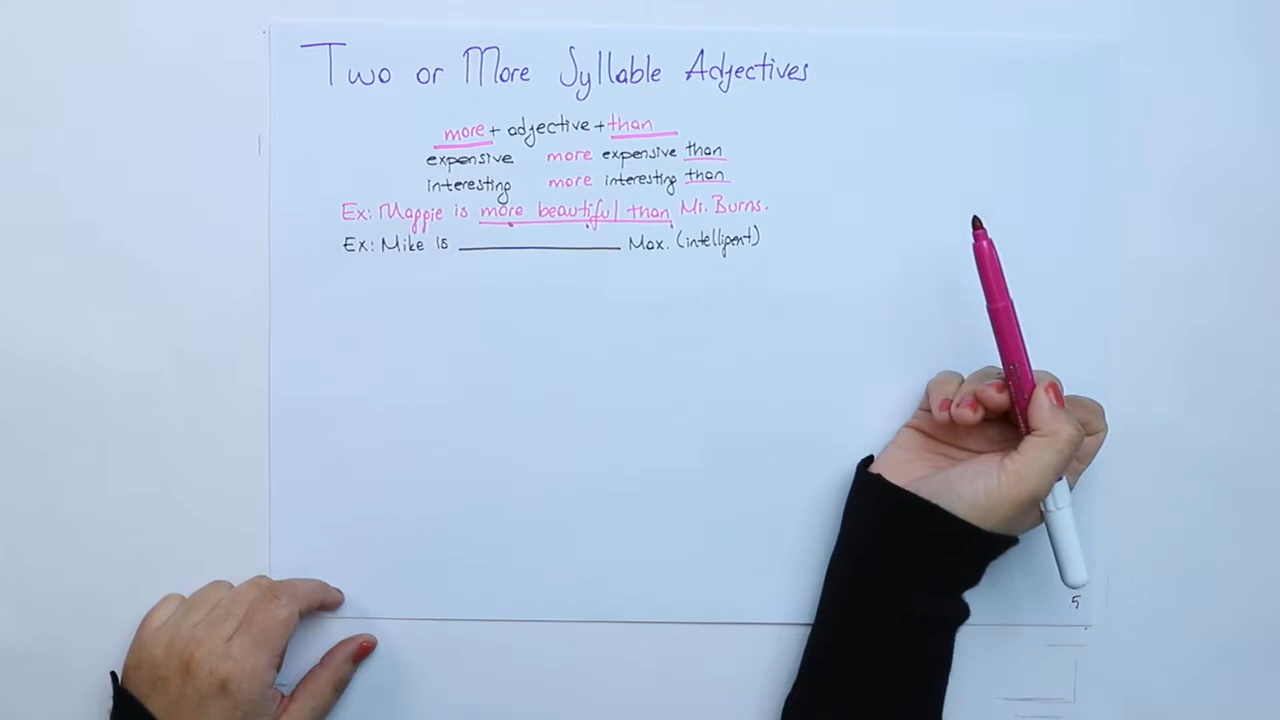 Two or More Syllable Adjectives
more + adjective + than
expensive more expensive than
interesting more interesting than
Ex: Maggie is more beautiful than Mr. Burns.
Ex: Mike is ____________ Max. (intelligent)
5